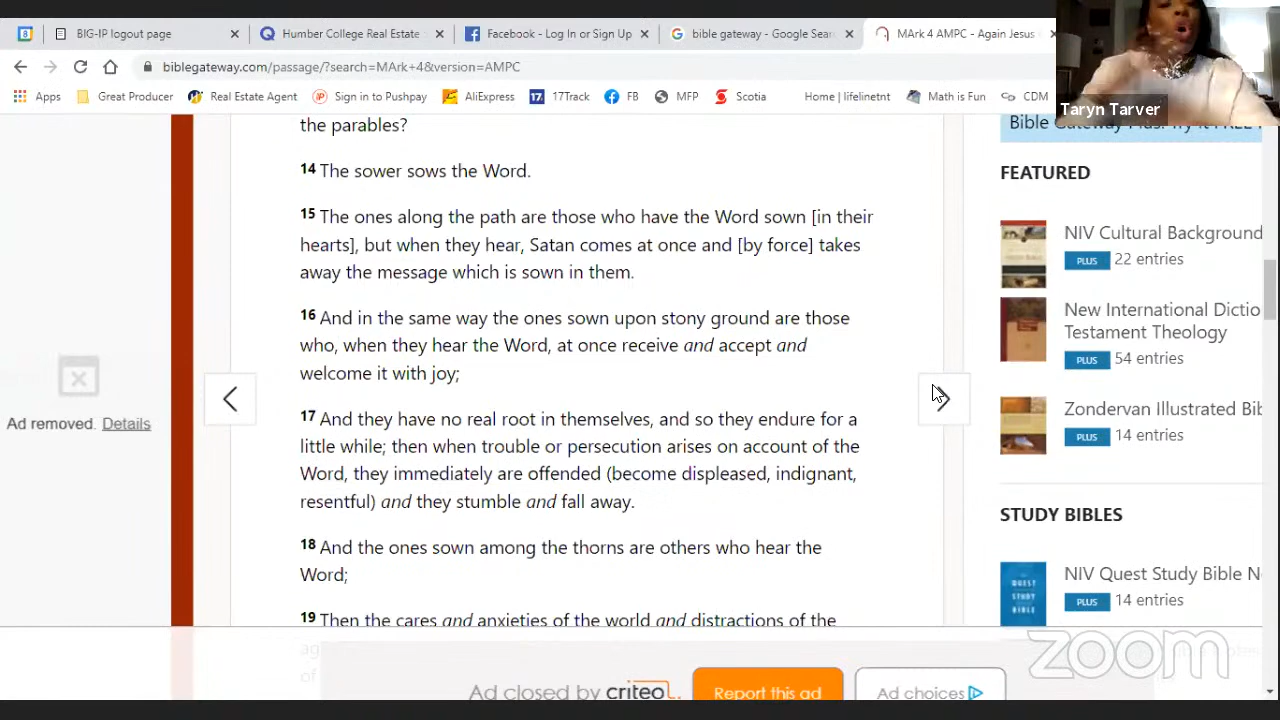 BIG-IP logout page
Humber College Real Estate
Facebook - Log In or Sign Up
bible gateway - Google Sear
MArk 4 AMPC - Again Jesus
biblegateway.com/passage/?search=MArk+4&version=AMPC
Apps
Great Producer
Real Estate Agent
Sign in to Pushpay
AliExpress
17Track
FB
MFP
Scotia
Home | lifelinetnt
Math is Fun
CDM
Taryn Tarver
the parables?
14 The sower sows the Word.
15 The ones along the path are those who have the Word sown [in their
hearts], but when they hear, Satan comes at once and [by force] takes
away the message which is sown in them.
16 And in the same way the ones sown upon stony ground are those
who, when they hear the Word, at once receive and accept and
welcome it with joy;
17 And they have no real root in themselves, and so they endure for a
little while; then when trouble or persecution arises on account of the
Word, they immediately are offended (become displeased, indignant,
resentful) and they stumble and fall away.
18 And the ones sown among the thorns are others who hear the
Word;
19 Then the cares and anxieties of the world and distractions of the
Ad removed. Details
Bible Gateway Plus.
FEATURED
NIV Cultural Background
PLUS 22 entries
New International Dictio
Testament Theology
PLUS 54 entries
Zondervan Illustrated Bib
PLUS 14 entries
STUDY BIBLES
NIV Quest Study Bible N
PLUS 14 entries
zoom
Ad closed by criteo
Report this ad
Ad choices